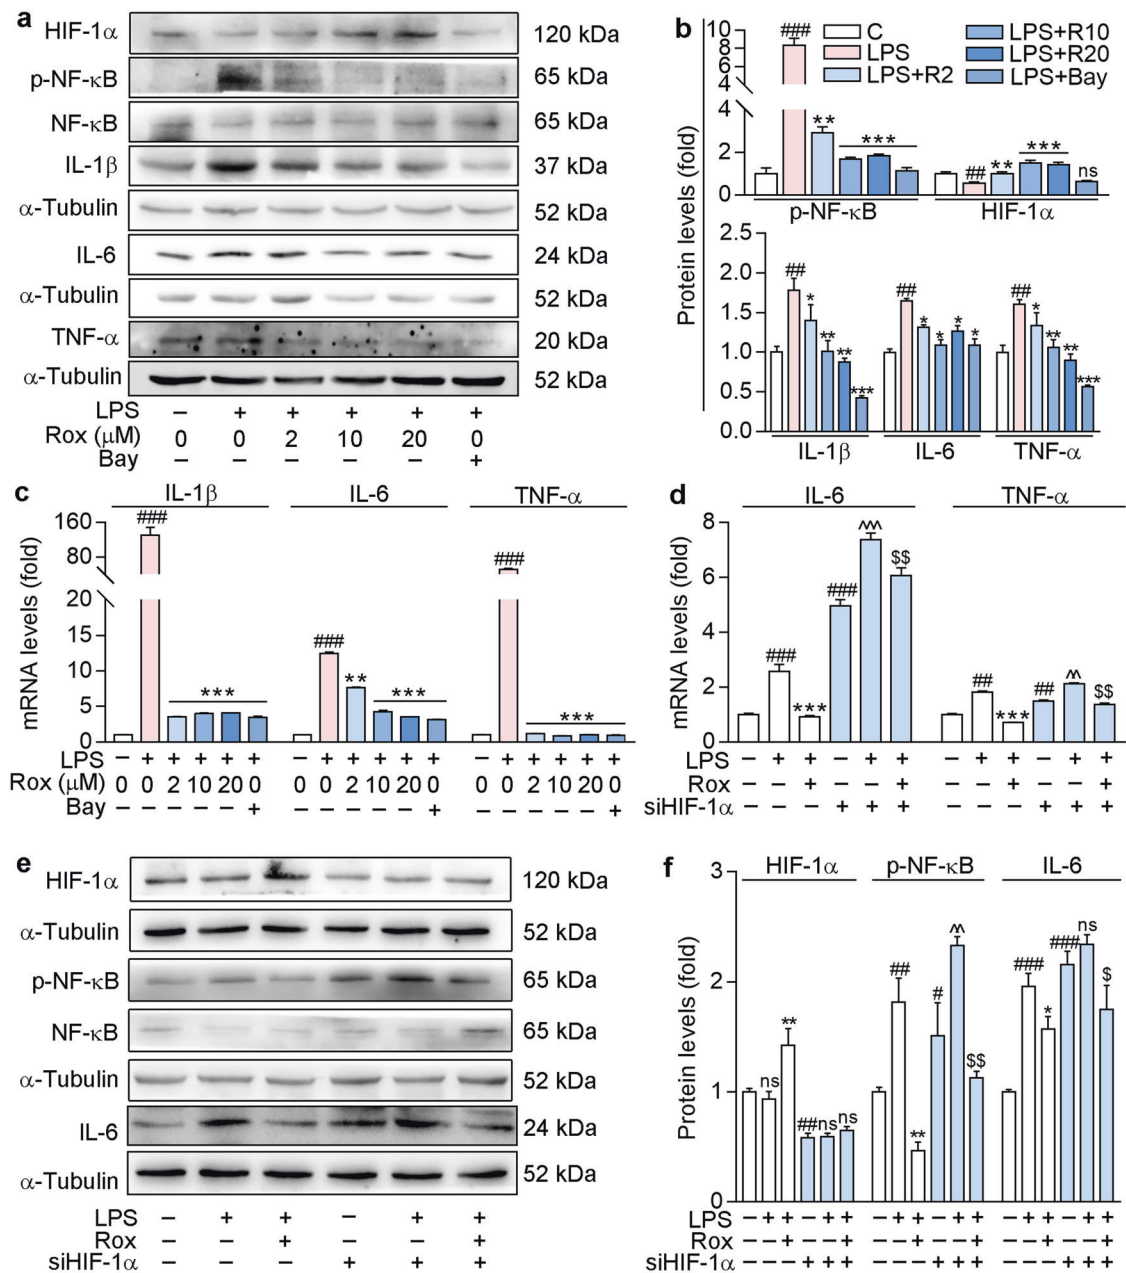 a
HIF-1α 120 kDa
p-NF-κB 65 kDa
NF-κB 65 kDa
IL-1β 37 kDa
α-Tubulin 52 kDa
IL-6 24 kDa
α-Tubulin 52 kDa
TNF-α 20 kDa
α-Tubulin 52 kDa
LPS – + + + + +
Rox (μM) 0 0 2 10 20 0
Bay – – – – – +
b
C LPS+R10
LPS LPS+R20
LPS+R2 LPS+Bay
Protein levels (fold)
10
8
6
4
4
2
0
### ** ***
## ** *** ns
p-NF-κB HIF-1α
2.5
2.0
1.5
1.0
0.5
0.0
## * ** ** ***
## * * * *
## * ** ** ***
IL-1β IL-6 TNF-α
c
IL-1β IL-6 TNF-α
mRNA levels (fold)
160
80
20
15
10
5
0
### ***
### ** ***
### ***
LPS – + + + + + – + + + + + – + + + + +
Rox (μM) 0 0 2 10 20 0 0 0 2 10 20 0 0 0 2 10 20 0
Bay – – – – – + – – – – – + – – – – – +
d
IL-6 TNF-α
mRNA levels (fold)
8
6
4
2
0
### *** ### ^^^ $$
## *** ## ^^ $$
LPS – + + – + + – + + – + +
Rox – – + – – + – – + – – +
siHIF-1α – – – + + + – – – + + +
e
HIF-1α 120 kDa
α-Tubulin 52 kDa
p-NF-κB 65 kDa
NF-κB 65 kDa
α-Tubulin 52 kDa
IL-6 24 kDa
α-Tubulin 52 kDa
LPS – + + – + +
Rox – – + – – +
siHIF-1α – – – + + +
f
HIF-1α p-NF-κB IL-6
Protein levels (fold)
3
2
1
0
ns ** ## ns ns
## ** # ^^ $$
### * ### ns $
LPS – + + – + + – + + – + + – + + – + +
Rox – – + – – + – – + – – + – – + – – +
siHIF-1α – – – + + + – – – + + + – – – + + +